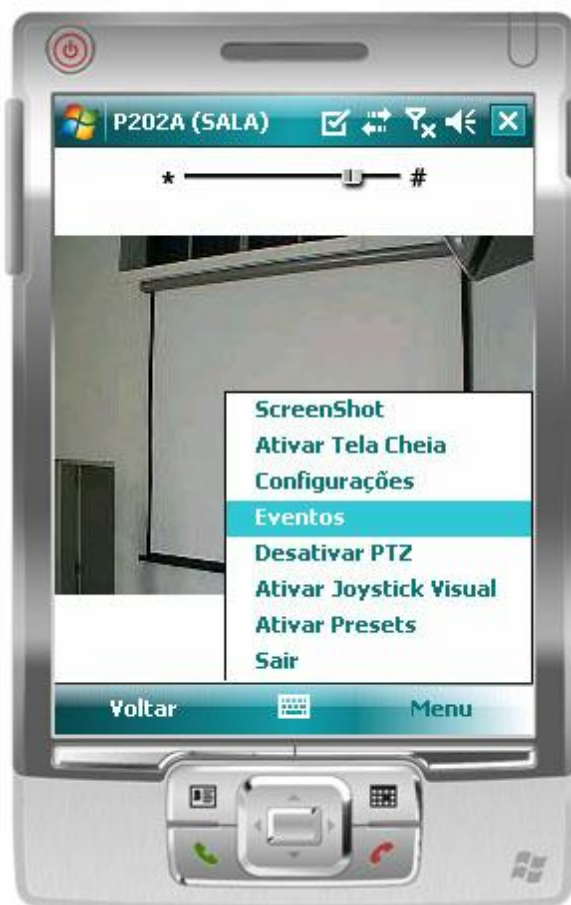 P202A (SALA)
* #
ScreenShot
Ativar Tela Cheia
Configurações
Eventos
Desativar PTZ
Ativar Joystick Visual
Ativar Presets
Sair
Voltar Menu